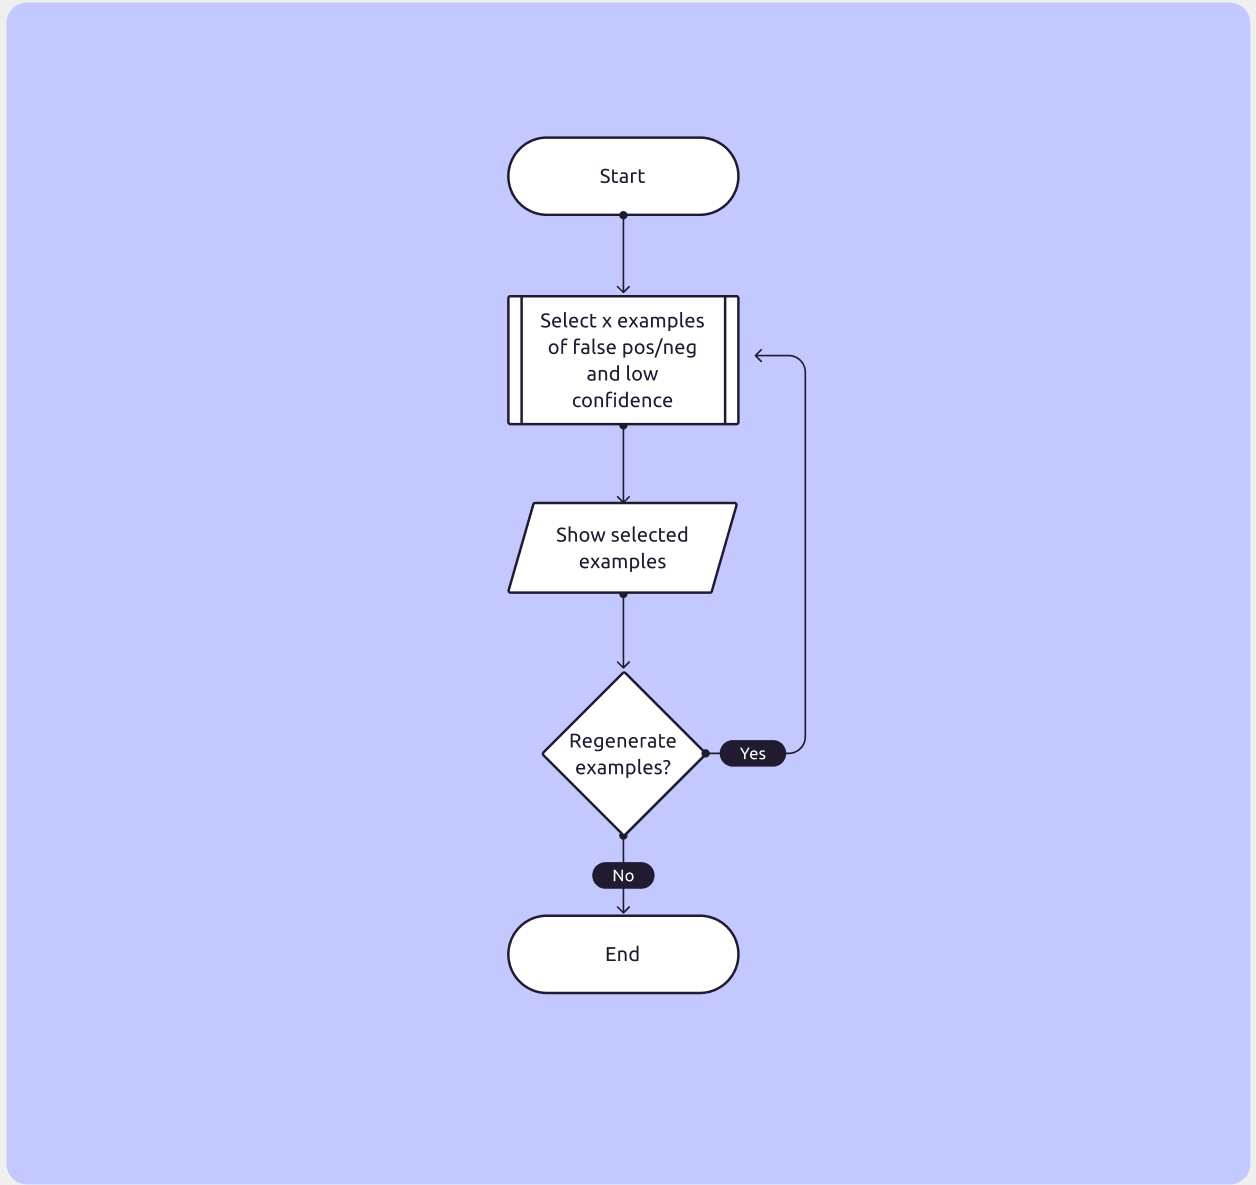 Start
Select x examples
of false pos/neg
and low
confidence
Show selected
examples
Regenerate
examples?
Yes
No
End